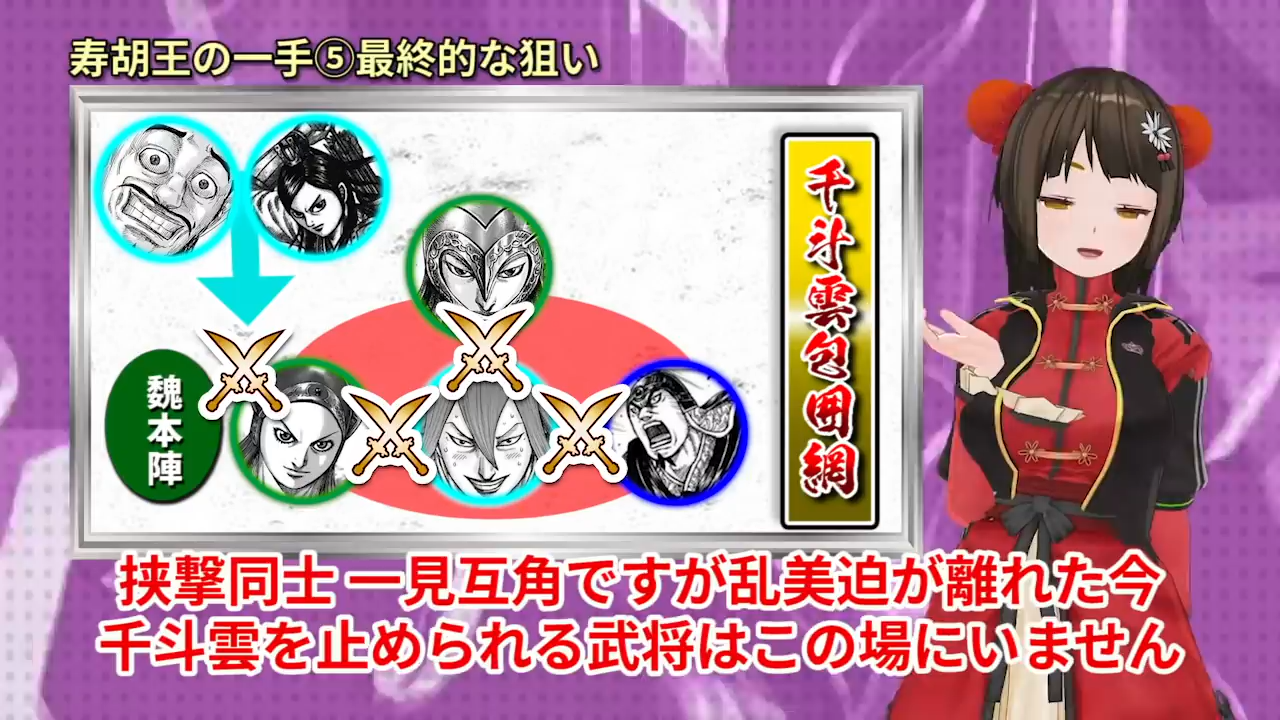 寿胡王の一手⑤最終的な狙い
千斗雲包囲網
魏本陣
挟撃同士 一見互角ですが乱美迫が離れた今
千斗雲を止められる武将はこの場にいません